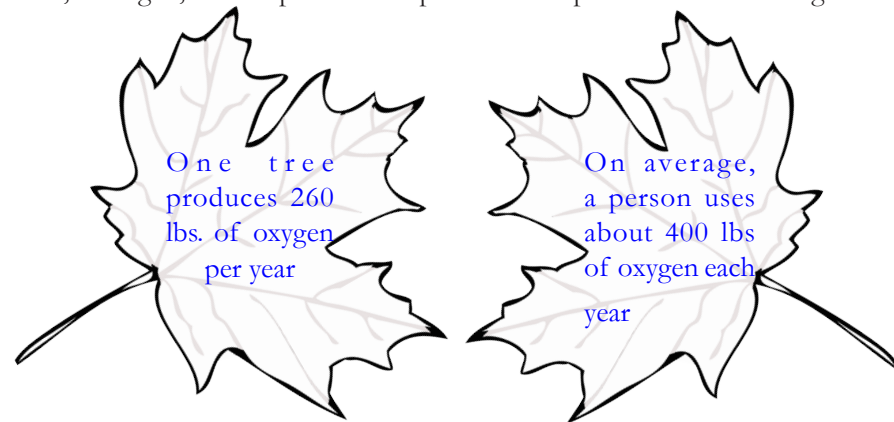 One tree
produces 260
lbs. of oxygen
per year
On average,
a person uses
about 400 lbs
of oxygen each
year